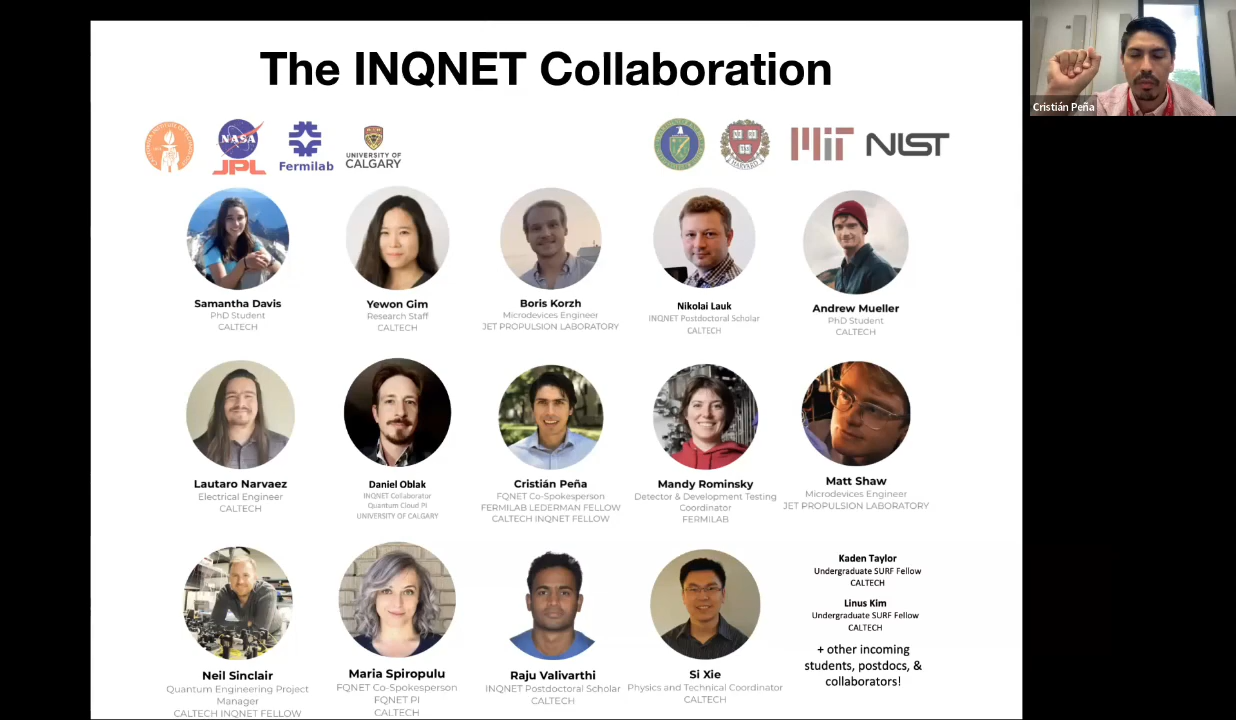 The INQNET Collaboration
Cristián Peña
NASA
JPL
Fermilab
UNIVERSITY OF
CALGARY
HARVARD
MIT
NIST
Samantha Davis
PhD Student
CALTECH
Yewon Gim
Research Staff
CALTECH
Boris Korzh
Microdevices Engineer
JET PROPULSION LABORATORY
Nikolai Lauk
INQNET Postdoctoral Scholar
CALTECH
Andrew Mueller
PhD Student
CALTECH
Lautaro Narvaez
Electrical Engineer
CALTECH
Daniel Oblak
INQNET Collaborator
Quantum Cloud PI
UNIVERSITY OF CALGARY
Cristián Peña
FQNET Co-Spokesperson
FERMILAB LEDERMAN FELLOW
CALTECH INQNET FELLOW
Mandy Rominsky
Detector & Development Testing
Coordinator
FERMILAB
Matt Shaw
Microdevices Engineer
JET PROPULSION LABORATORY
Neil Sinclair
Quantum Engineering Project
Manager
CALTECH INQNET FELLOW
Maria Spiropulu
FQNET Co-Spokesperson
FQNET PI
CALTECH
Raju Valivarthi
INQNET Postdoctoral Scholar
CALTECH
Si Xie
Physics and Technical Coordinator
CALTECH
Kaden Taylor
Undergraduate SURF Fellow
CALTECH
Linus Kim
Undergraduate SURF Fellow
CALTECH
+ other incoming
students, postdocs, &
collaborators!